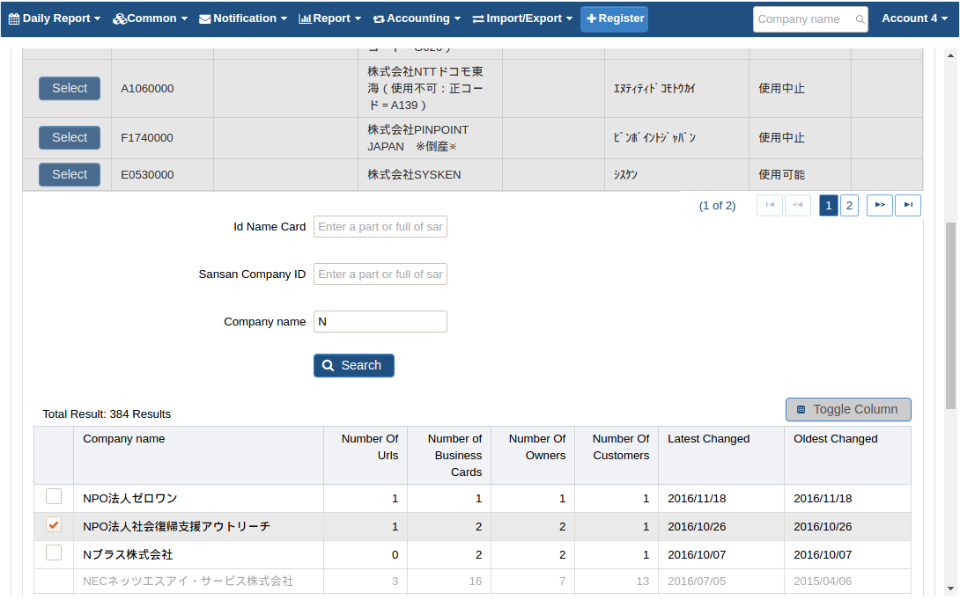 Daily Report Common Notification Report Accounting Import/Export Register Company name Account 4
Select A1060000 株式会社NTTドコモ東
海(使用不可：正コー
ド＝A139)
ｴﾇﾃｨﾃｨﾄﾞｺﾓﾄｳｶｲ 使用中止
Select F1740000 株式会社PINPOINT
JAPAN ※倒産※
ﾋﾟﾝﾎﾟｲﾝﾄｼﾞｬﾊﾟﾝ 使用中止
Select E0530000 株式会社SYSKEN ｼｽｹﾝ 使用可能
(1 of 2) 1 2
Id Name Card Enter a part or full of sar
Sansan Company ID Enter a part or full of sar
Company name N
Search
Total Result: 384 Results
Toggle Column
Company name
Number Of
Urls
Number of
Business
Cards
Number Of
Owners
Number Of
Customers
Latest Changed
Oldest Changed
NPO法人ゼロワン 1 1 1 1 2016/11/18 2016/11/18
NPO法人社会復帰支援アウトリーチ 1 2 2 1 2016/10/26 2016/10/26
Nプラス株式会社 0 2 2 1 2016/10/07 2016/10/07
NECネッツエスアイ・サービス株式会社 3 16 7 13 2016/07/05 2015/04/06